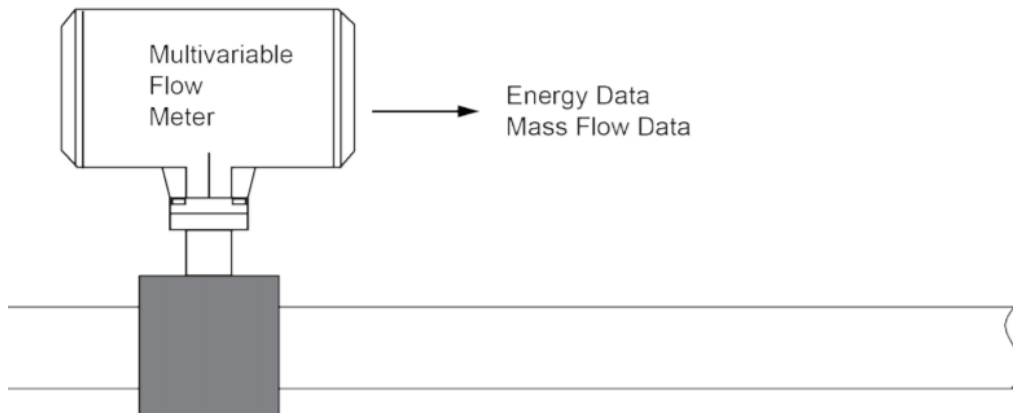 Multivariable
Flow
Meter
Energy Data
Mass Flow Data